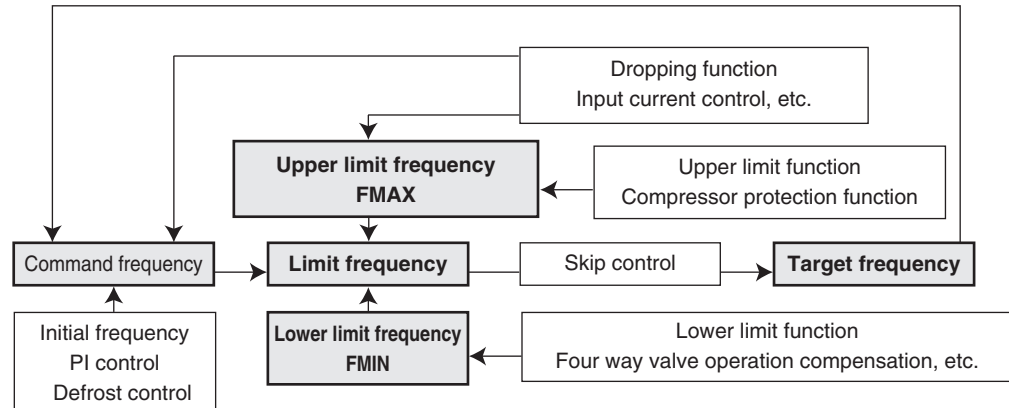 Dropping function
Input current control, etc.
Upper limit frequency
FMAX
Upper limit function
Compressor protection function
Command frequency
Limit frequency
Skip control
Target frequency
Initial frequency
PI control
Defrost control
Lower limit frequency
FMIN
Lower limit function
Four way valve operation compensation, etc.